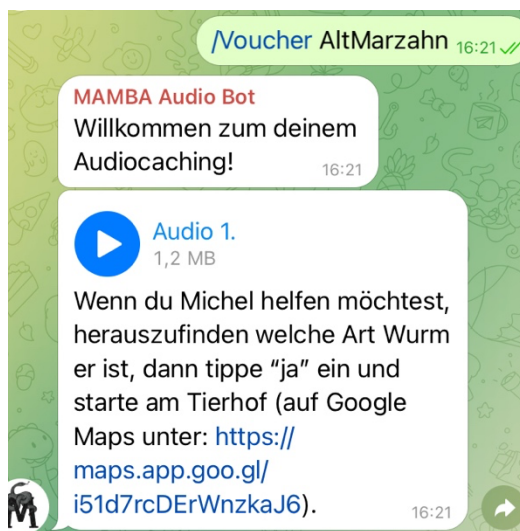 /Voucher AltMarzahn 16:21
MAMBA Audio Bot
Willkommen zum deinem
Audiocaching! 16:21
Audio 1.
1,2 MB
Wenn du Michel helfen möchtest,
herauszufinden welche Art Wurm
er ist, dann tippe “ja” ein und
starte am Tierhof (auf Google
Maps unter: https://
maps.app.goo.gl/
i51d7rcDErWnzkaJ6). 16:21
M